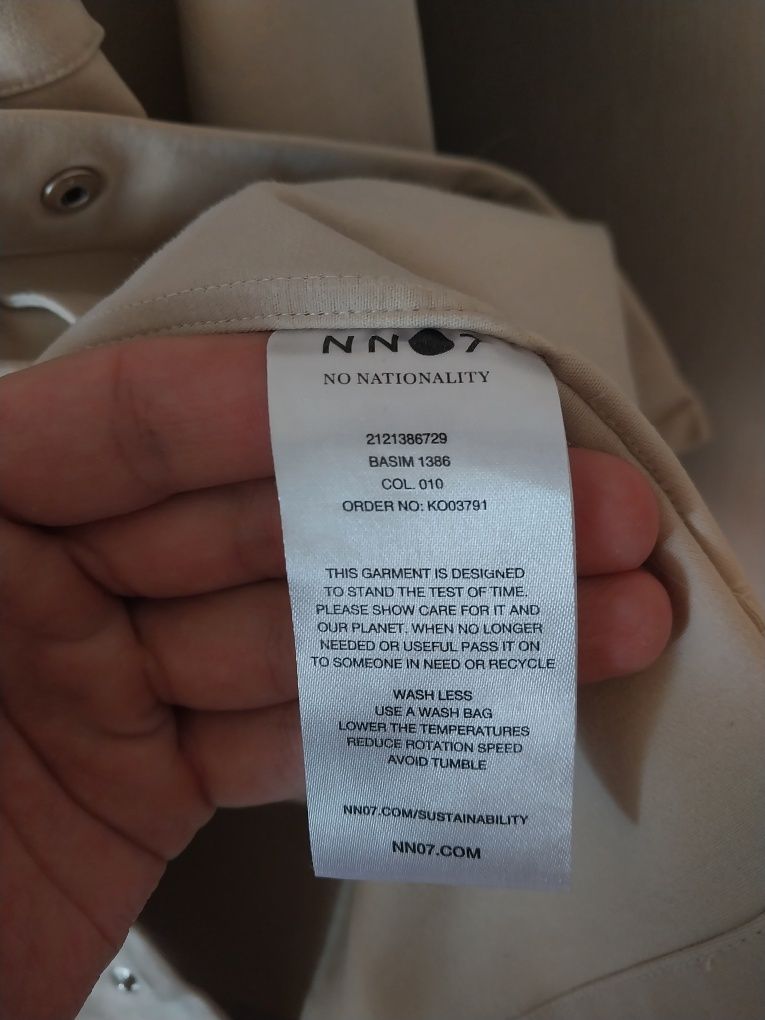 NN07
NO NATIONALITY
2121386729
BASIM 1386
COL. 010
ORDER NO: KO03791
THIS GARMENT IS DESIGNED
TO STAND THE TEST OF TIME.
PLEASE SHOW CARE FOR IT AND
OUR PLANET. WHEN NO LONGER
NEEDED OR USEFUL PASS IT ON
TO SOMEONE IN NEED OR RECYCLE
WASH LESS
USE A WASH BAG
LOWER THE TEMPERATURES
REDUCE ROTATION SPEED
AVOID TUMBLE
NN07.COM/SUSTAINABILITY
NN07.COM